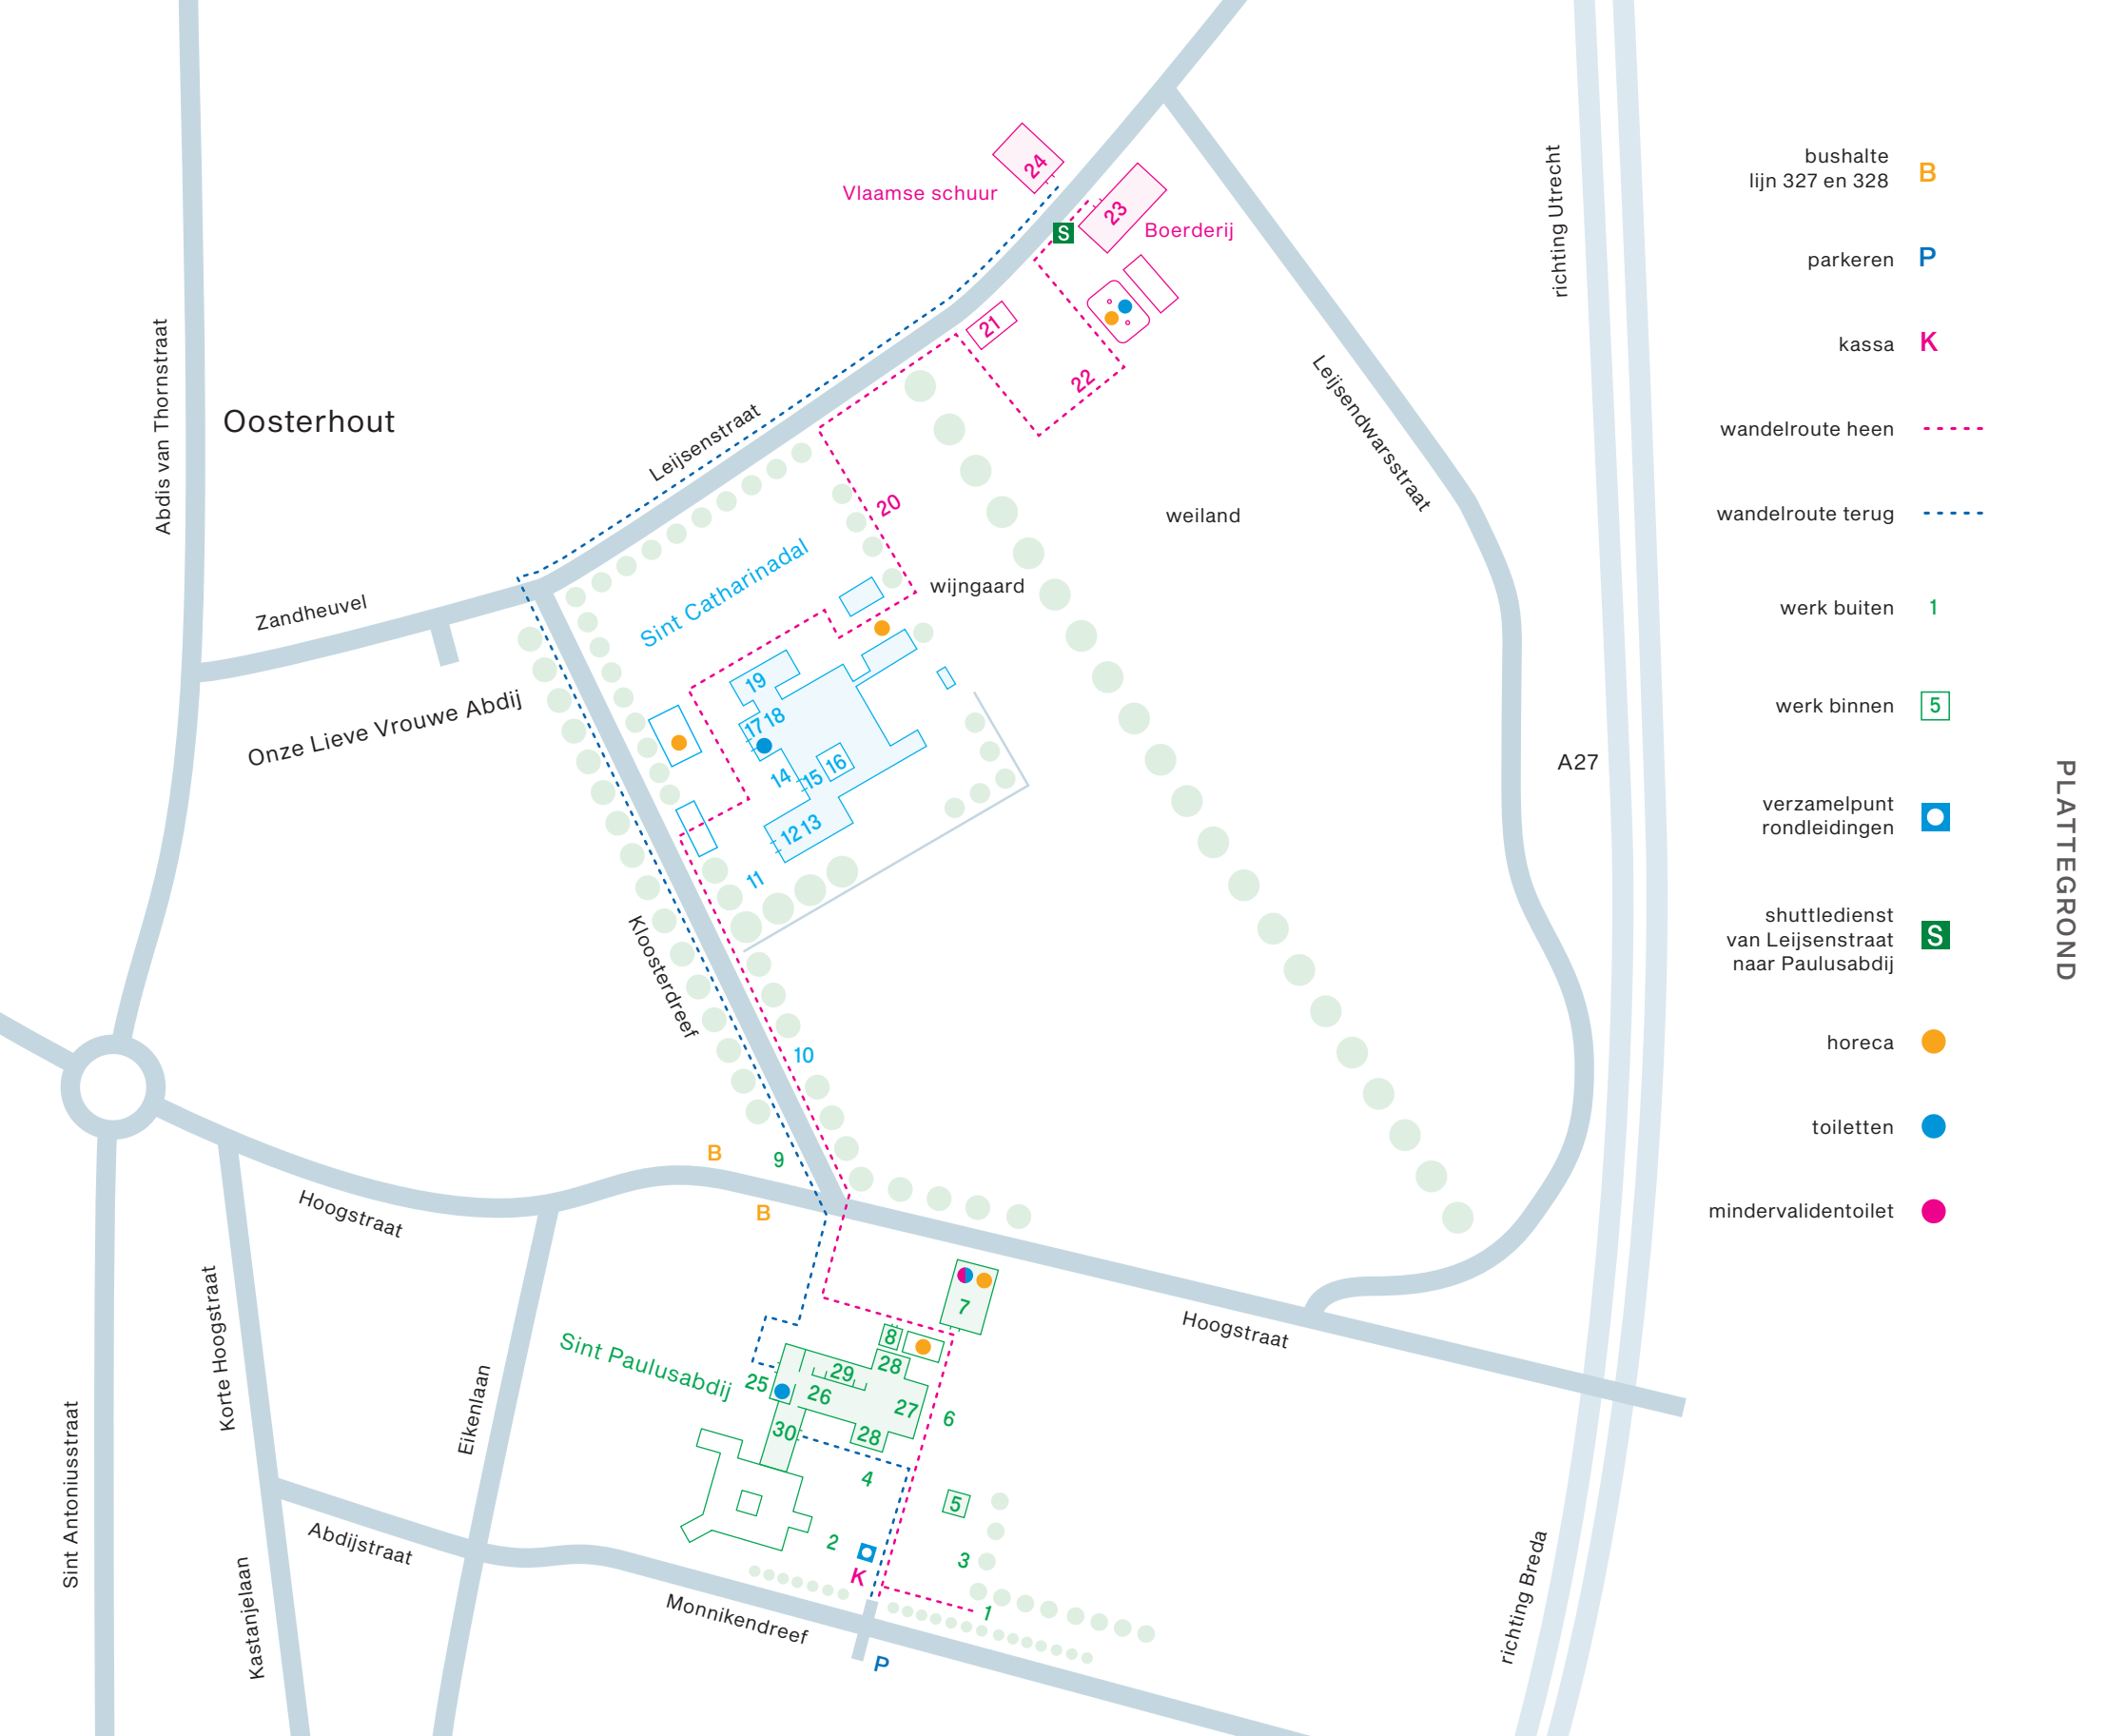 Vlaamse schuur
24
23
Boerderij
S
21
22
Leijsenstraat
Leijsendwarsstraat
richting Utrecht
Abdis van Thornstraat
Oosterhout
20
weiland
wijngaard
Sint Catharinadal
Zandheuvel
Onze Lieve Vrouwe Abdij
19
17 18
14
15
16
12 13
11
A27
Kloosterdreef
10
B
9
B
Hoogstraat
Hoogstraat
Korte Hoogstraat
Sint Antoniusstraat
Eikenlaan
Kastanjelaan
Abdijstraat
Sint Paulusabdij
7
8
28
29
25
26
27
6
30
28
4
5
2
3
K
1
Monnikendreef
P
richting Breda
bushalte
lijn 327 en 328 B
parkeren P
kassa K
wandelroute heen
wandelroute terug
werk buiten 1
werk binnen 5
verzamelpunt
rondleidingen
shuttledienst
van Leijsenstraat S
naar Paulusabdij
horeca
toiletten
mindervalidentoilet
PLATTEGROND